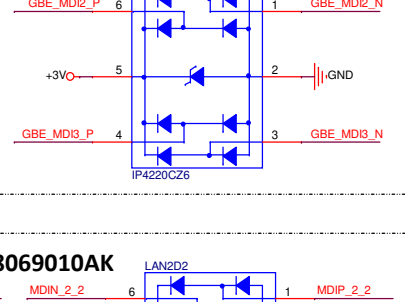 GBE_MDI2_P 6 1 GBE_MDI2_N
+3V 5 2 GND
GBE_MDI3_P 4 3 GBE_MDI3_N
IP4220CZ6
3069010AK LAN2D2
MDIN_2_2 6 1 MDIP_2_2